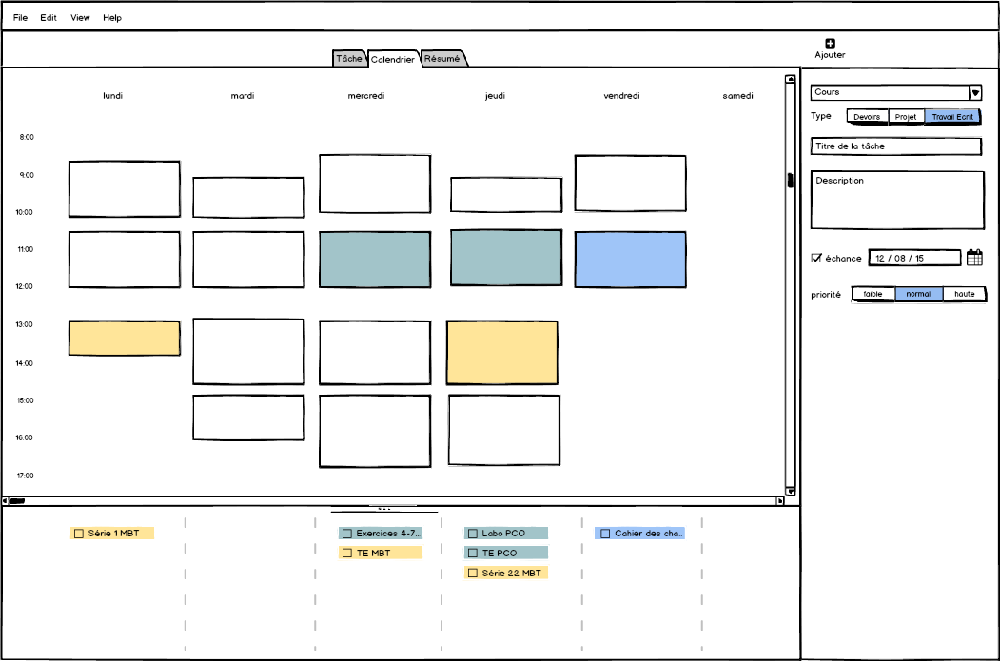 File Edit View Help
Tâche Calendrier Résumé
Ajouter
lundi mardi mercredi jeudi vendredi samedi
8:00
9:00
10:00
11:00
12:00
13:00
14:00
15:00
16:00
17:00
Cours
Type Devoirs Projet Travail Ecrit
Titre de la tâche
Description
échance 12 / 08 / 15
priorité faible normal haute
Série 1 MBT Exercices 4-7.. Labo PCO Cahier des cha..
TE MBT TE PCO
Série 22 MBT